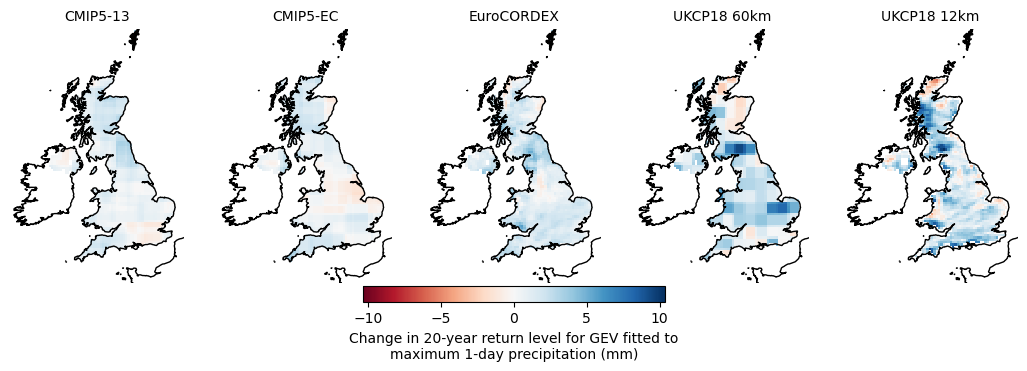 CMIP5-13
CMIP5-EC
EuroCORDEX
UKCP18 60km
UKCP18 12km
−10
−5
0
5
10
Change in 20-year return level for GEV fitted to
maximum 1-day precipitation (mm)